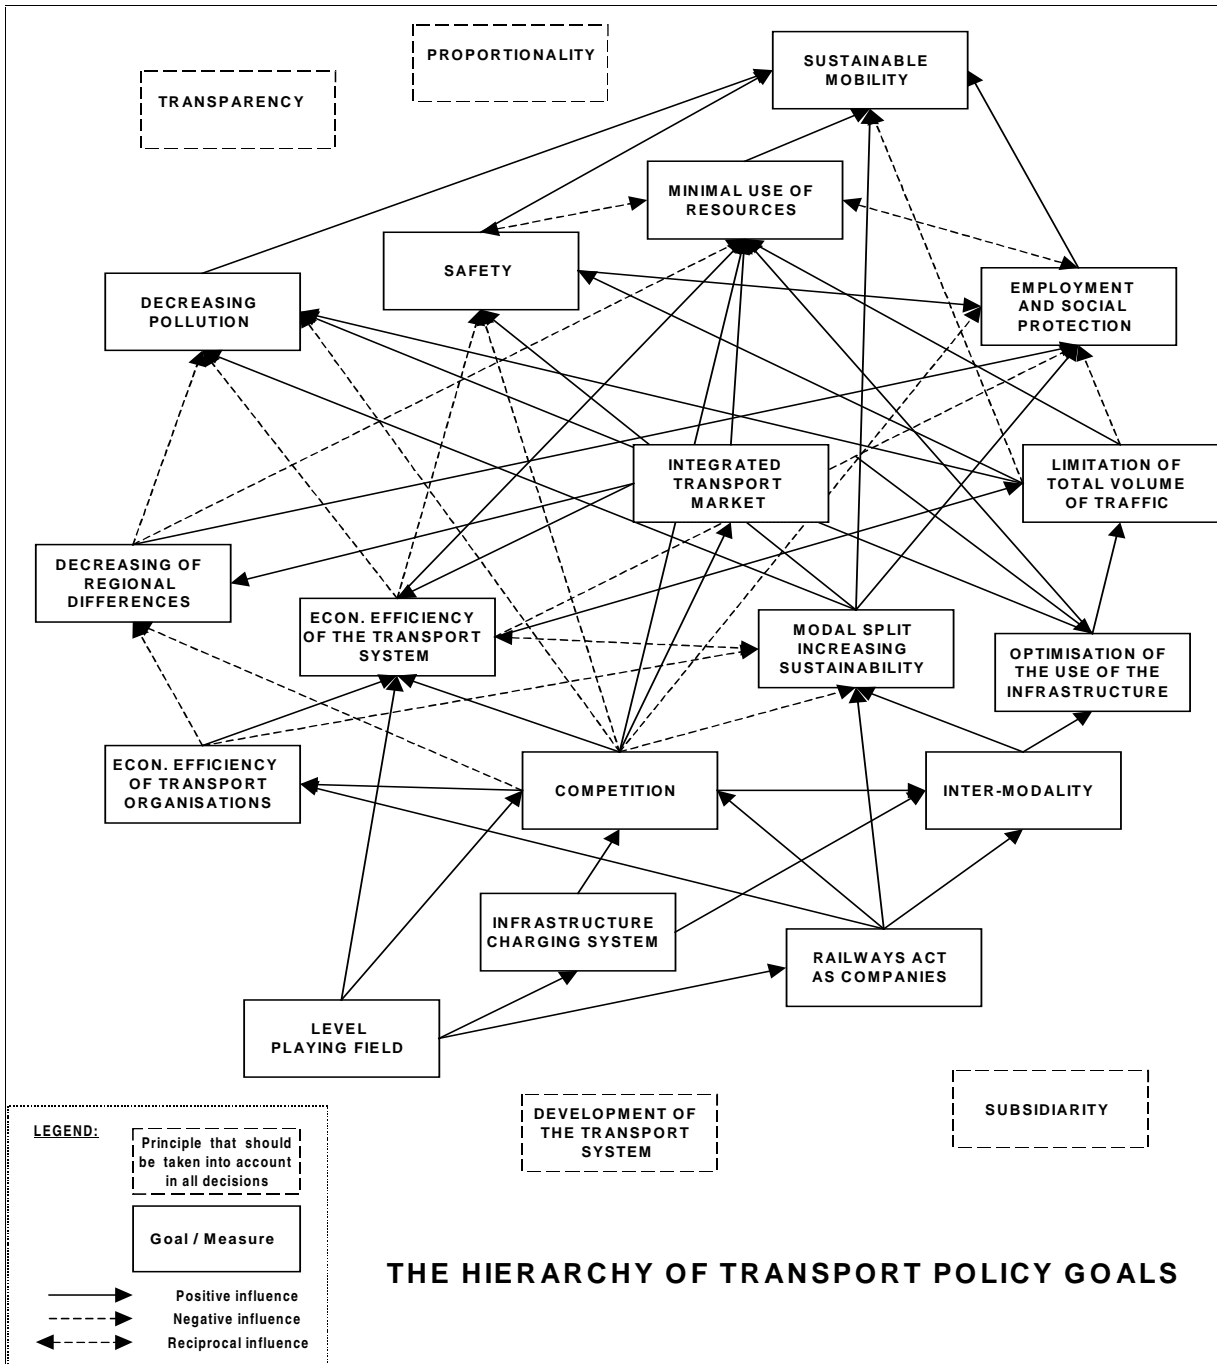 PROPORTIONALITY
SUSTAINABLE
MOBILITY
TRANSPARENCY
MINIMAL USE OF
RESOURCES
SAFETY
DECREASING
POLLUTION
EMPLOYMENT
AND SOCIAL
PROTECTION
INTEGRATED
TRANSPORT
MARKET
LIMITATION OF
TOTAL VOLUME
OF TRAFFIC
DECREASING OF
REGIONAL
DIFFERENCES
ECON. EFFICIENCY
OF THE TRANSPORT
SYSTEM
MODAL SPLIT
INCREASING
SUSTAINABILITY
OPTIMISATION OF
THE USE OF THE
INFRASTRUCTURE
ECON. EFFICIENCY
OF TRANSPORT
ORGANISATIONS
COMPETITION
INTER-MODALITY
INFRASTRUCTURE
CHARGING SYSTEM
RAILWAYS ACT
AS COMPANIES
LEVEL
PLAYING FIELD
DEVELOPMENT OF
THE TRANSPORT
SYSTEM
SUBSIDIARITY
LEGEND:
Principle that should
be taken into account
in all decisions
Goal / Measure
Positive influence
Negative influence
Reciprocal influence
THE HIERARCHY OF TRANSPORT POLICY GOALS